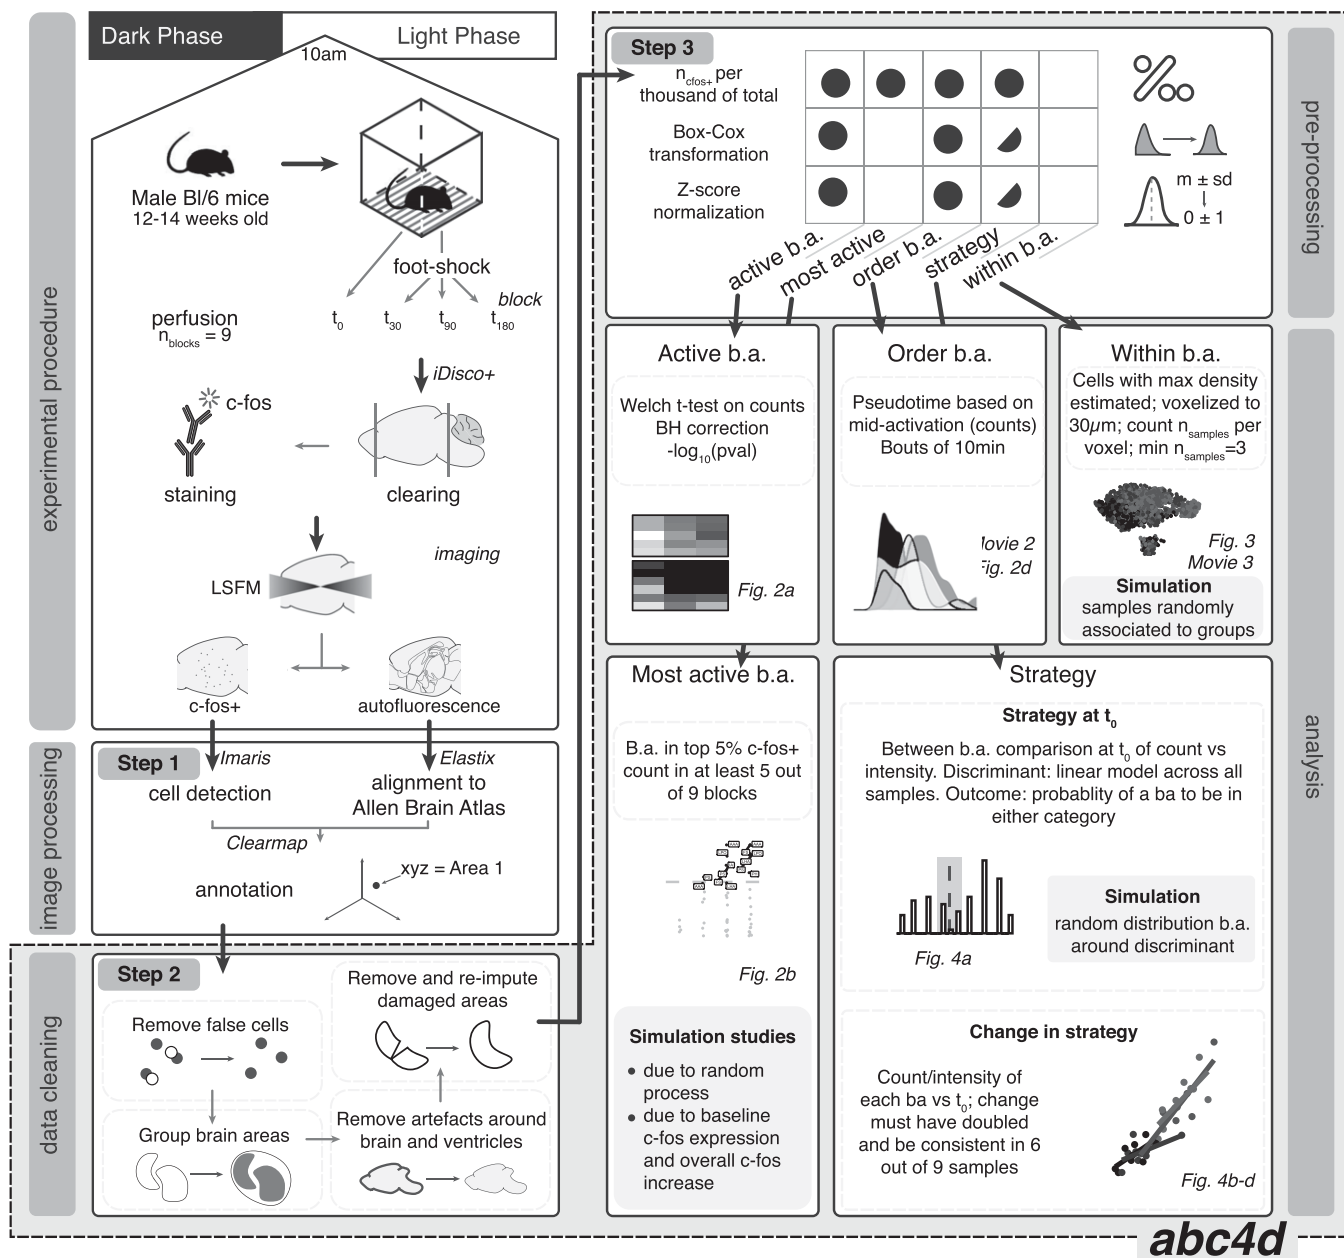 Dark Phase
Light Phase
10am
Male Bl/6 mice
12-14 weeks old
foot-shock
block
perfusion
nblocks = 9
t0
t30
t90
t180
iDisco+
c-fos
staining
clearing
imaging
LSFM
c-fos+
autofluorescence
experimental procedure
Step 1
Imaris
Elastix
cell detection
alignment to
Allen Brain Atlas
Clearmap
xyz = Area 1
annotation
image processing
Step 2
Remove false cells
Group brain areas
Remove artefacts around
brain and ventricles
Remove and re-impute
damaged areas
data cleaning
Step 3
ncfos+ per
thousand of total
Box-Cox
transformation
Z-score
normalization
m ± sd
0 ± 1
active b.a.
most active
order b.a.
strategy
within b.a.
pre-processing
Active b.a.
Welch t-test on counts
BH correction
-log10(pval)
Fig. 2a
Order b.a.
Pseudotime based on
mid-activation (counts)
Bouts of 10min
lovie 2
Fig. 2d
Within b.a.
Cells with max density
estimated; voxelized to
30µm; count nsamples per
voxel; min nsamples=3
Fig. 3
Movie 3
Simulation
samples randomly
associated to groups
Most active b.a.
B.a. in top 5% c-fos+
count in at least 5 out
of 9 blocks
Fig. 2b
Simulation studies
• due to random
process
• due to baseline
c-fos expression
and overall c-fos
increase
Strategy
Strategy at t0
Between b.a. comparison at t0 of count vs
intensity. Discriminant: linear model across all
samples. Outcome: probablity of a ba to be in
either category
Fig. 4a
Simulation
random distribution b.a.
around discriminant
Change in strategy
Count/intensity of
each ba vs t0; change
must have doubled
and be consistent in 6
out of 9 samples
Fig. 4b-d
analysis
abc4d